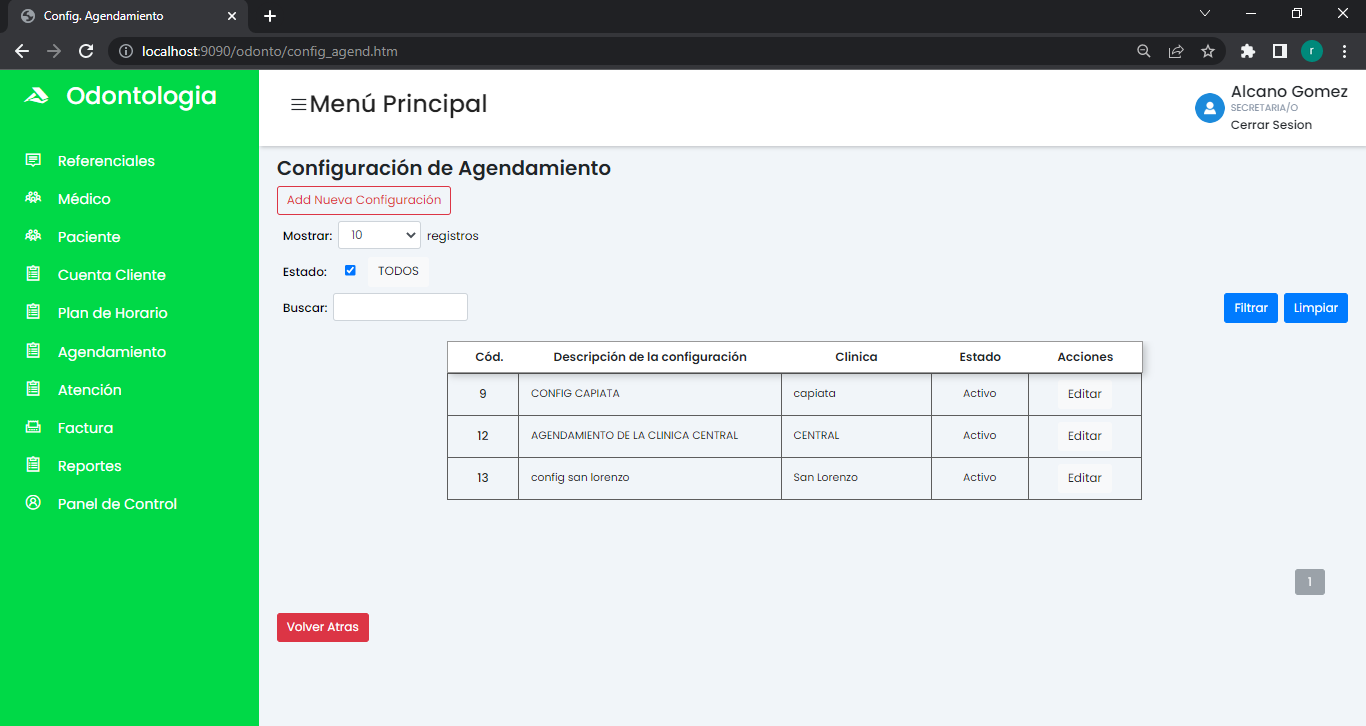 Config. Agendamiento
localhost:9090/odonto/config_agend.htm
r
Odontologia
Menú Principal
Alcano Gomez
SECRETARIA/O
Cerrar Sesion
Referenciales
Médico
Paciente
Cuenta Cliente
Plan de Horario
Agendamiento
Atención
Factura
Reportes
Panel de Control
Configuración de Agendamiento
Add Nueva Configuración
Mostrar: 10 registros
Estado: TODOS
Buscar:
Filtrar Limpiar
Cód. Descripción de la configuración Clinica Estado Acciones
9 CONFIG CAPIATA capiata Activo Editar
12 AGENDAMIENTO DE LA CLINICA CENTRAL CENTRAL Activo Editar
13 config san lorenzo San Lorenzo Activo Editar
1
Volver Atras